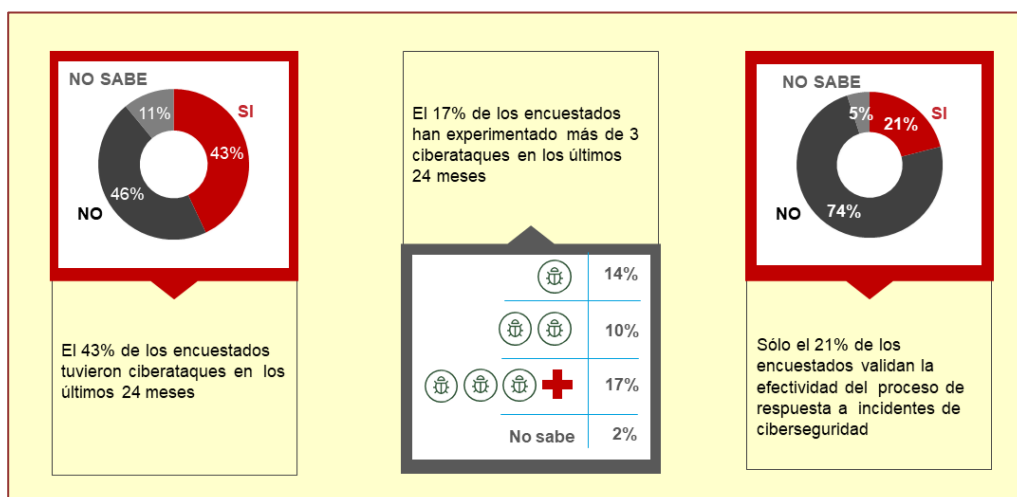 NO SABE
11%
SI
43%
46%
NO
El 43% de los encuestados
tuvieron ciberataques en los
últimos 24 meses
El 17% de los encuestados
han experimentado más de 3
ciberataques en los últimos
24 meses
14%
10%
17%
No sabe 2%
NO SABE
5%
SI
21%
74%
NO
Sólo el 21% de los
encuestados validan la
efectividad del proceso de
respuesta a incidentes de
ciberseguridad